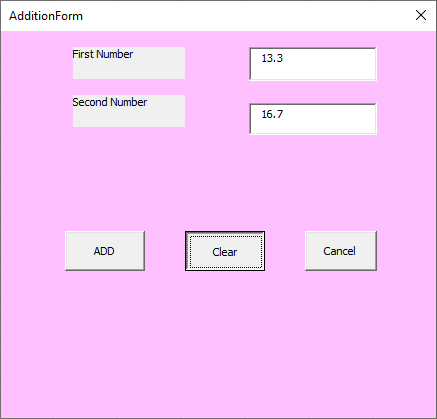 AdditionForm
First Number
13.3
Second Number
16.7
ADD
Clear
Cancel